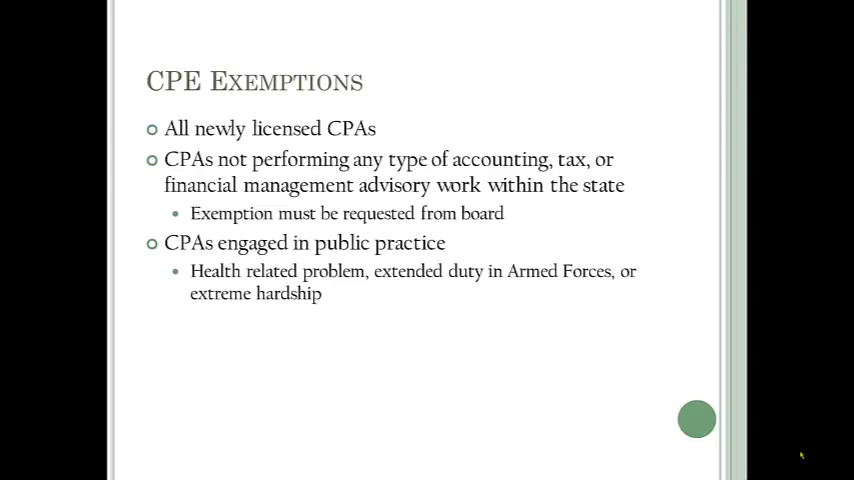 CPE EXEMPTIONS
All newly licensed CPAs
CPAs not performing any type of accounting, tax, or
financial management advisory work within the state
Exemption must be requested from board
CPAs engaged in public practice
Health related problem, extended duty in Armed Forces, or
extreme hardship